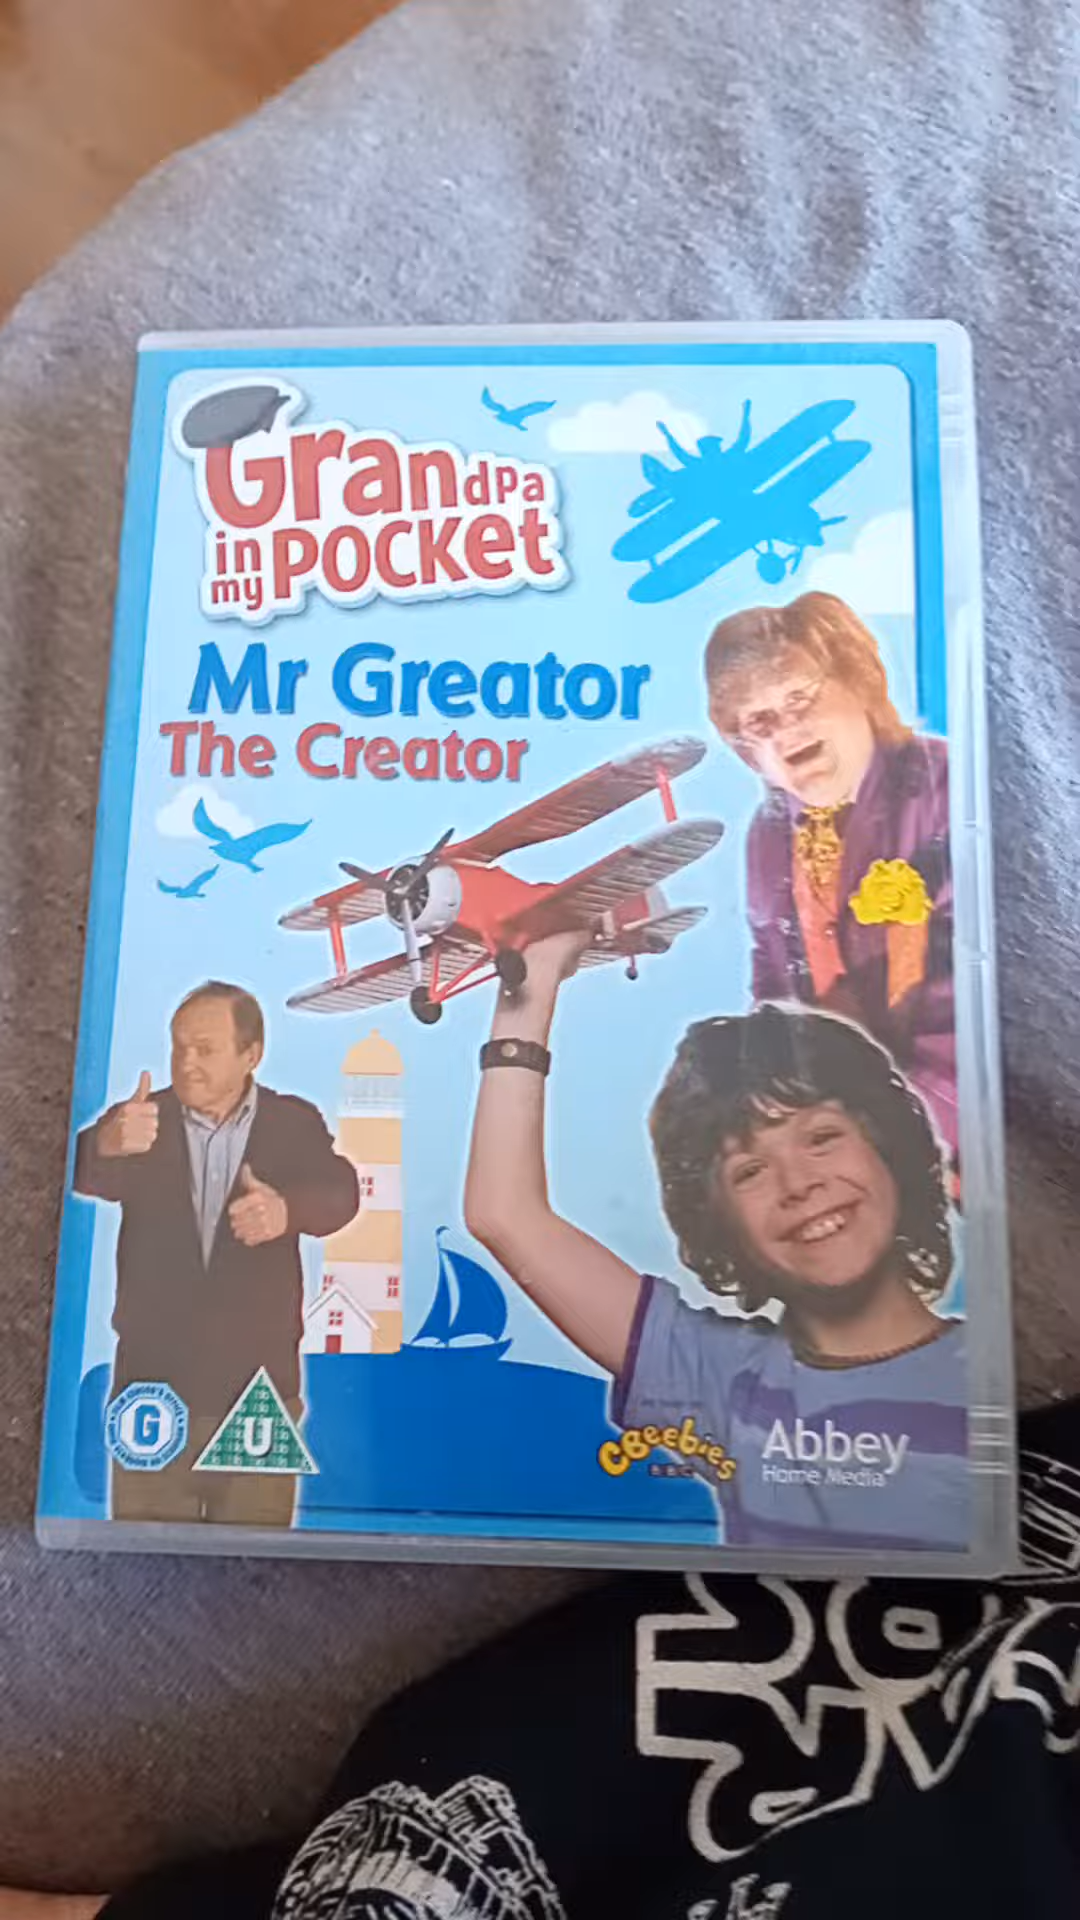 Grandpa
in my Pocket
Mr Greator
The Creator
G
U
CBeebies
BBC
Abbey
Home Media